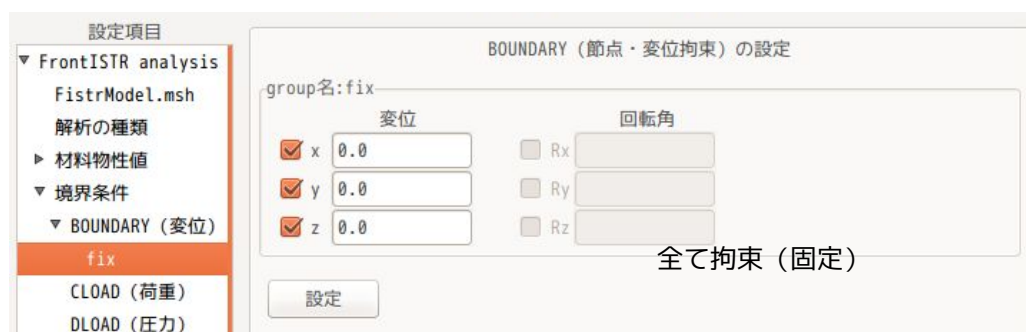 設定項目
▼ FrontISTR analysis
FistrModel.msh
解析の種類
▶ 材料物性値
▼ 境界条件
▼ BOUNDARY (変位)
fix
CLOAD (荷重)
DLOAD (圧力)
BOUNDARY (節点・変位拘束) の設定
group名:fix
変位 回転角
x 0.0 Rx
y 0.0 Ry
z 0.0 Rz
全て拘束（固定）
設定